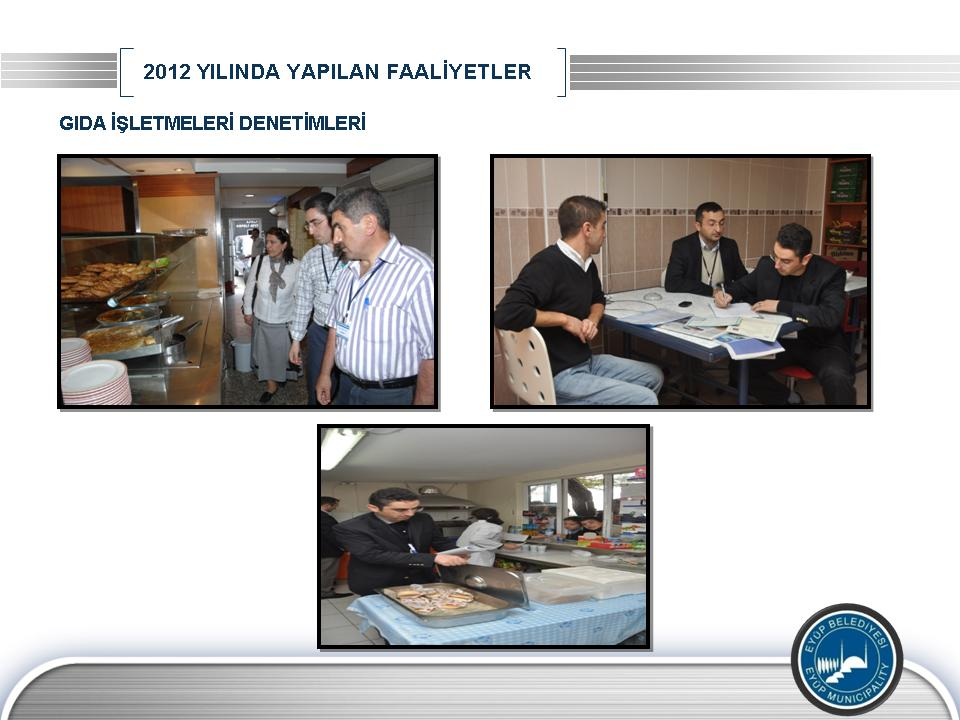 2012 YILINDA YAPILAN FAALİYETLER
GIDA İŞLETMELERİ DENETİMLERİ
EYÜP BELEDİYESİ
EYÜP MUNICIPALITY